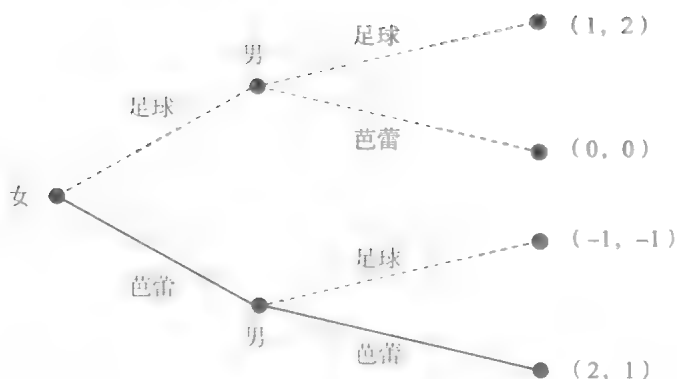 足球
(1, 2)
男
足球
芭蕾
(0, 0)
女
足球
(-1, -1)
芭蕾
男
芭蕾
(2, 1)